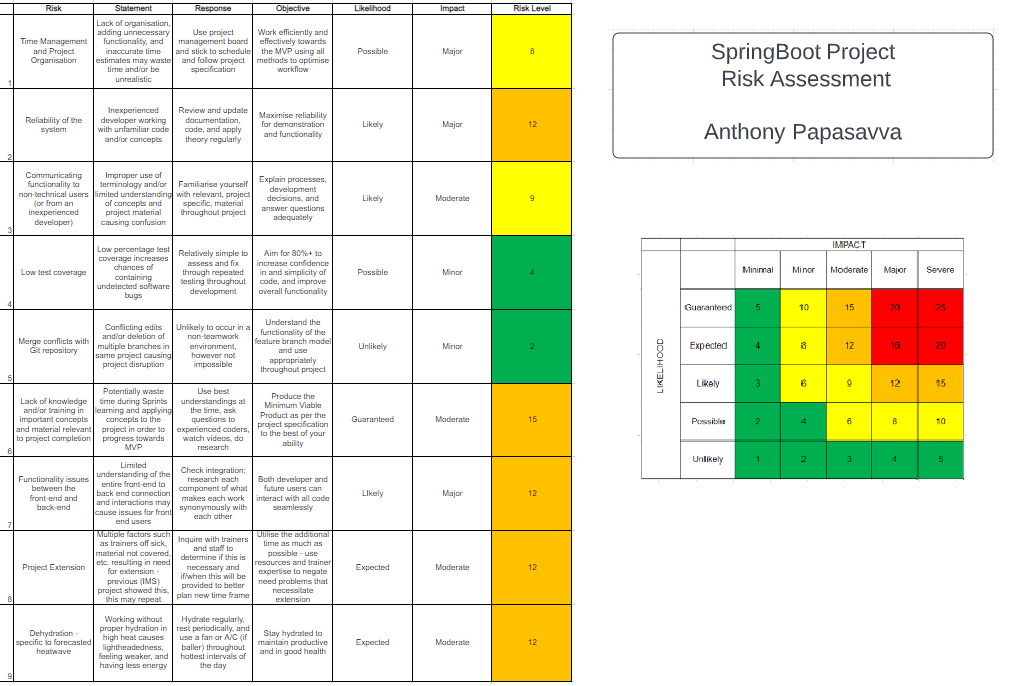 Risk
Statement
Response
Objective
Likelihood
Impact
Risk Level
1
Time Management
and Project
Organisation
Lack of organisation,
adding unnecessary
functionality, and
inaccurate time
estimates may waste
time and/or be
unrealistic
Use project
management board
and stick to schedule
and follow project
specification
Work efficiently and
effectively towards
the MVP using all
methods to optimise
workflow
Possible
Major
8
2
Reliability of the
system
Inexperienced
developer working
with unfamiliar code
and/or concepts
Review and update
documentation,
code, and apply
theory regularly
Maximise reliability
for demonstration
and functionality
Likely
Major
12
3
Communicating
functionality to
non-technical users
(or from an
inexperienced
developer)
Improper use of
terminology and/or
limited understanding
of concepts and
project material
causing confusion
Familiarise yourself
with relevant, project
specific, material
throughout project
Explain processes,
development
decisions, and
answer questions
adequately
Likely
Moderate
9
4
Low test coverage
Low percentage test
coverage increases
chances of
containing
undetected software
bugs
Relatively simple to
assess and fix
through repeated
testing throughout
development
Aim for 80%+ to
increase confidence
in and simplicity of
code, and improve
overall functionality
Possible
Minor
4
5
Merge conflicts with
Git repository
Conflicting edits
and/or deletion of
multiple branches in
same project causing
project disruption
Unlikely to occur in a
non-teamwork
environment,
however not
impossible
Understand the
functionality of the
feature branch model
and use
appropriately
throughout project
Unlikely
Minor
2
6
Lack of knowledge
and/or training in
important concepts
and material relevant
to project completion
Potentially waste
time during Sprints
learning and applying
concepts to the
project in order to
progress towards
MVP
Use best
understandings at
the time, ask
questions to
experienced coders,
watch videos, do
research
Produce the
Minimum Viable
Product as per the
project specification
to the best of your
ability
Guaranteed
Moderate
15
7
Functionality issues
between the
front-end and
back-end
Limited
understanding of the
entire front-end to
back end connection
and interactions may
cause issues for front
end users
Check integration;
research each
component of what
makes each work
synonymously with
each other
Both developer and
future users can
interact with all code
seamlessly
LIkely
Major
12
8
Project Extension
Multiple factors such
as trainers off sick,
material not covered,
etc. resulting in need
for extension -
previous (IMS)
project showed this,
this may repeat
Inquire with trainers
and staff to
determine if this is
necessary and
if/when this will be
provided to better
plan new time frame
Utilise the additional
time as much as
possible - use
resources and trainer
expertise to negate
need problems that
necessitate
extension
Expected
Moderate
12
9
Dehydration -
specific to forecasted
heatwave
Working without
proper hydration in
high heat causes
lightheadedness,
feeling weaker, and
having less energy
Hydrate regularly,
rest periodically, and
use a fan or A/C (if
baller) throughout
hottest intervals of
the day
Stay hydrated to
maintain productive
and in good health
Expected
Moderate
12
SpringBoot Project
Risk Assessment
Anthony Papasavva
IMPACT
Minimal
Minor
Moderate
Major
Severe
LIKELIHOOD
Guaranteed
5
10
15
20
25
Expected
4
8
12
16
20
Likely
3
6
9
12
15
Possible
2
4
6
8
10
Unlikely
1
2
3
4
5